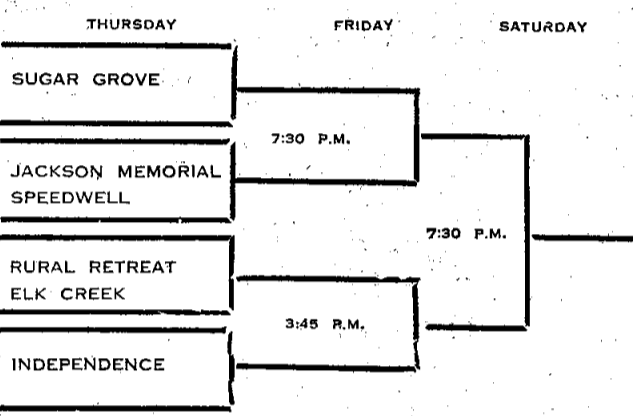 THURSDAY FRIDAY SATURDAY
SUGAR GROVE
7:30 P.M.
JACKSON MEMORIAL
SPEEDWELL
7:30 P.M.
RURAL RETREAT
ELK CREEK
3:45 P.M.
INDEPENDENCE